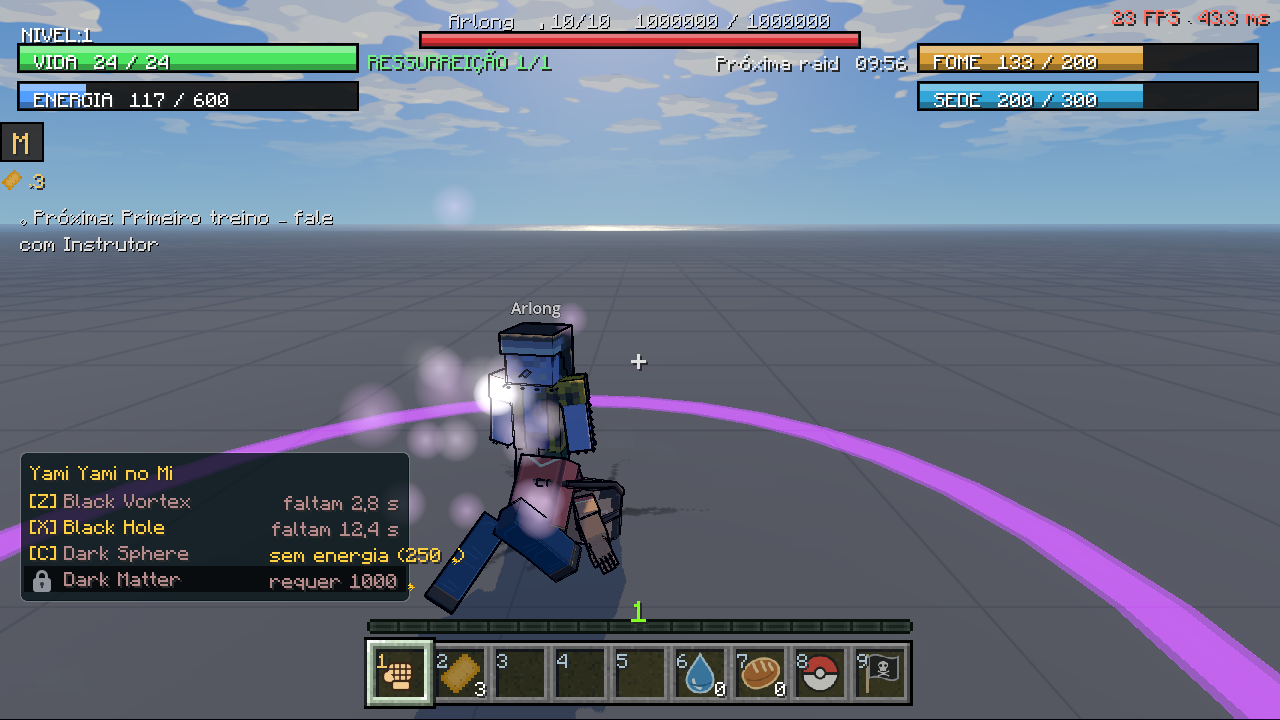 Arlong . 10/10 1000000 / 1000000
23 FPS . 43.3 ms
NIVEL:1
VIDA 24 / 24
RESSURREIÇÃO 1/1
Próxima raid 09:56
FOME 133 / 200
ENERGIA 117 / 600
SEDE 200 / 300
M
.3
. Próxima: Primeiro treino - fale
com Instrutor
Arlong
Yami Yami no Mi
[Z] Black Vortex faltam 2,8 s
[X] Black Hole faltam 12,4 s
[C] Dark Sphere sem energia (250 )
Dark Matter requer 1000
1
1 2 3 4 5 6 7 8 9
3 0 0